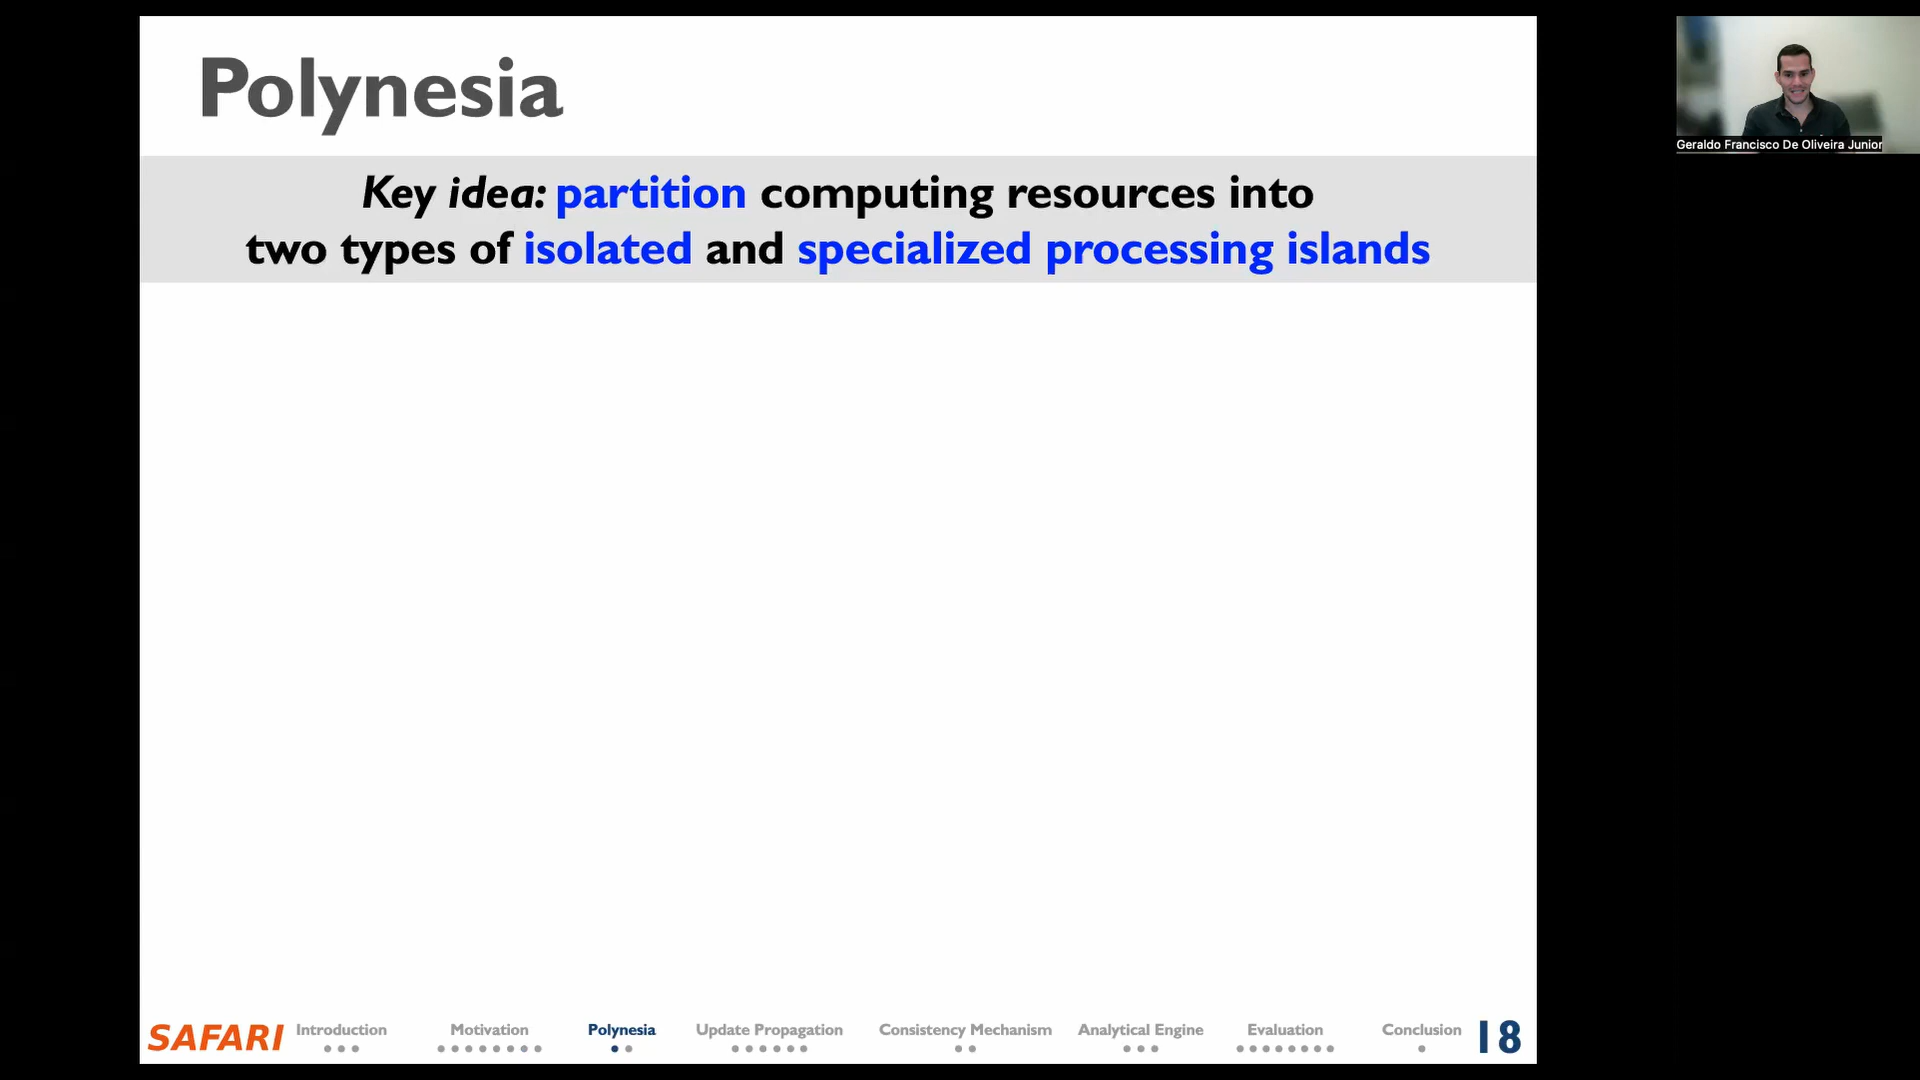 Polynesia
Key idea: partition computing resources into
two types of isolated and specialized processing islands
Geraldo Francisco De Oliveira Junior
SAFARI
Introduction
Motivation
Polynesia
Update Propagation
Consistency Mechanism
Analytical Engine
Evaluation
Conclusion
18